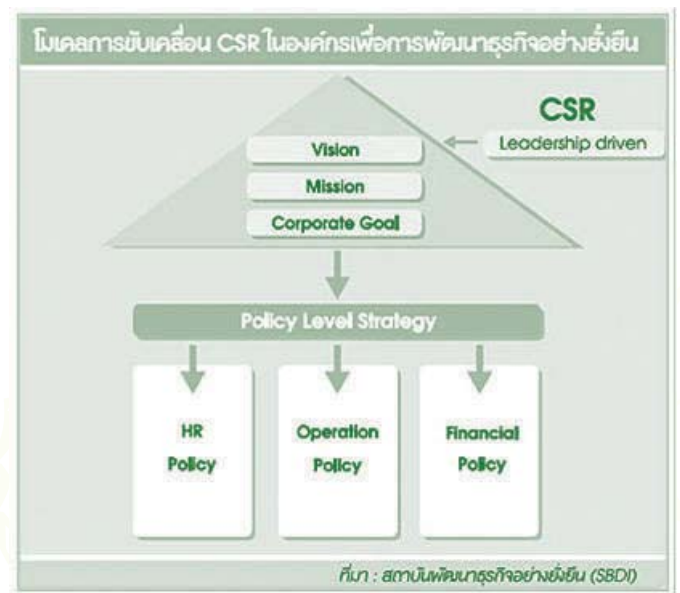 โมเดลการขับเคลื่อน CSR ในองค์กรเพื่อการพัฒนาธุรกิจอย่างยั่งยืน
CSR
Leadership driven
Vision
Mission
Corporate Goal
Policy Level Strategy
HR
Policy
Operation
Policy
Financial
Policy
ที่มา : สถาบันพัฒนาธุรกิจอย่างยั่งยืน (SBDI)